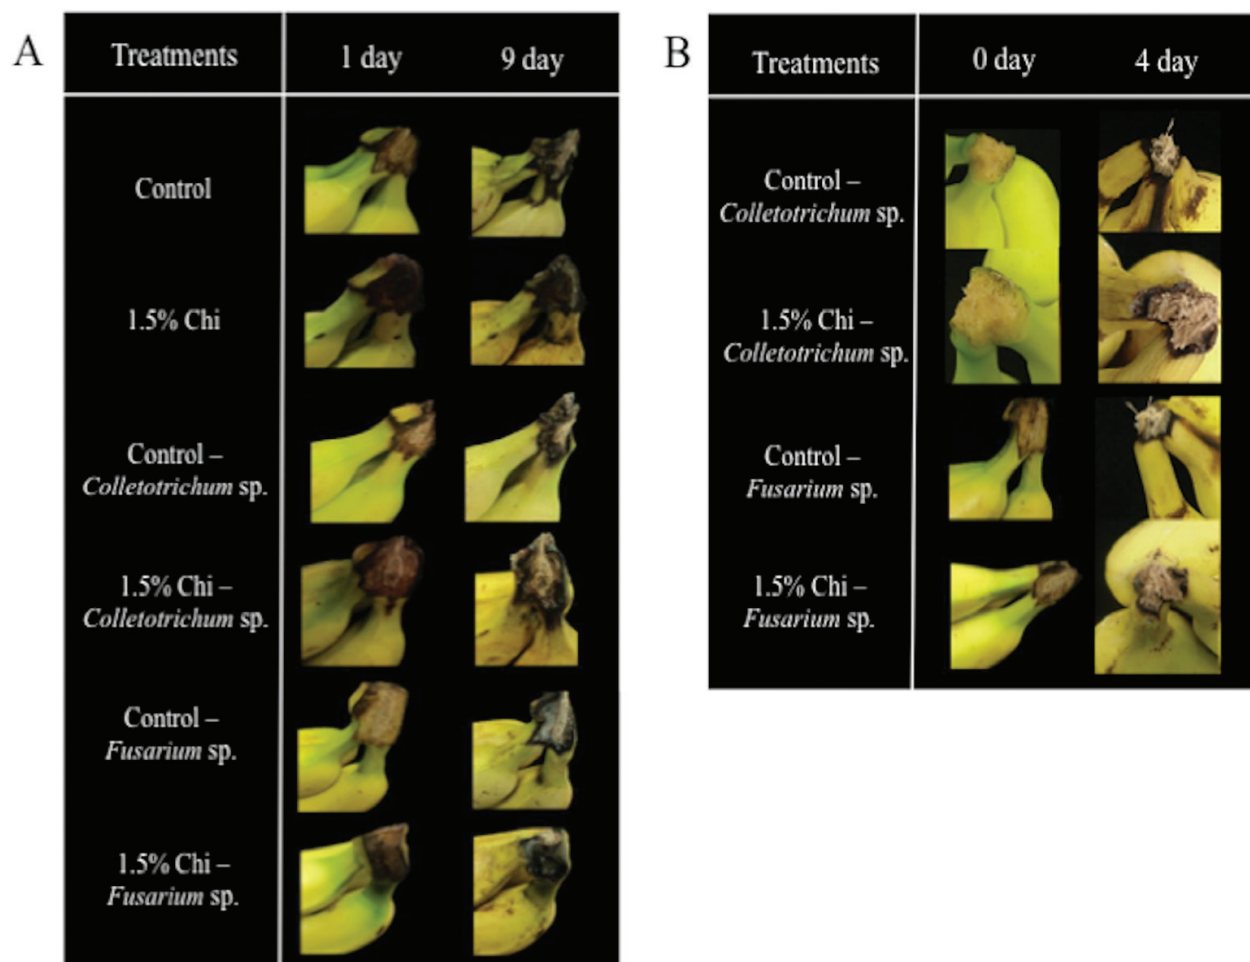 A
Treatments 1 day 9 day
Control
1.5% Chi
Control –
Colletotrichum sp.
1.5% Chi –
Colletotrichum sp.
Control –
Fusarium sp.
1.5% Chi –
Fusarium sp.
B
Treatments 0 day 4 day
Control –
Colletotrichum sp.
1.5% Chi –
Colletotrichum sp.
Control –
Fusarium sp.
1.5% Chi –
Fusarium sp.